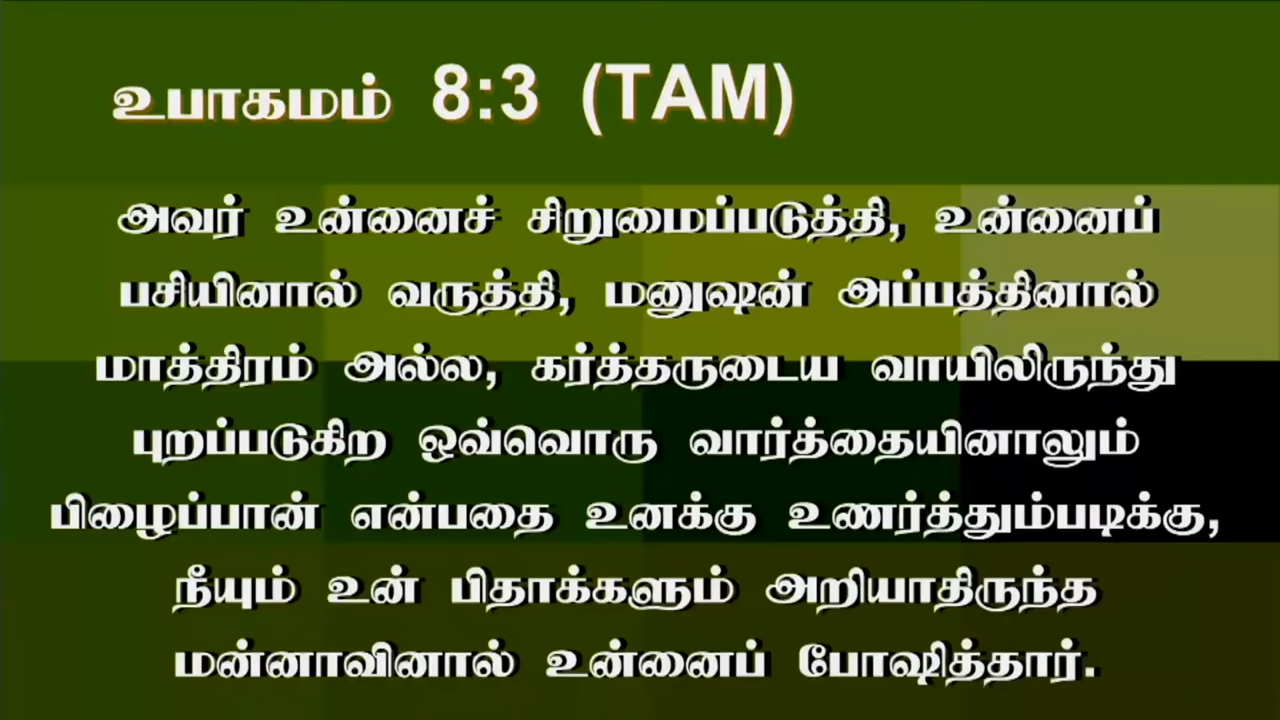 உபாகமம் 8:3 (TAM)
அவர் உன்னைச் சிறுமைப்படுத்தி, உன்னைப்
பசியினால் வருத்தி, மனுஷன் அப்பத்தினால்
மாத்திரம் அல்ல, கர்த்தருடைய வாயிலிருந்து
புறப்படுகிற ஒவ்வொரு வார்த்தையினாலும்
பிழைப்பான் என்பதை உனக்கு உணர்த்தும்படிக்கு,
நீயும் உன் பிதாக்களும் அறியாதிருந்த
மன்னாவினால் உன்னைப் போஷித்தார்.